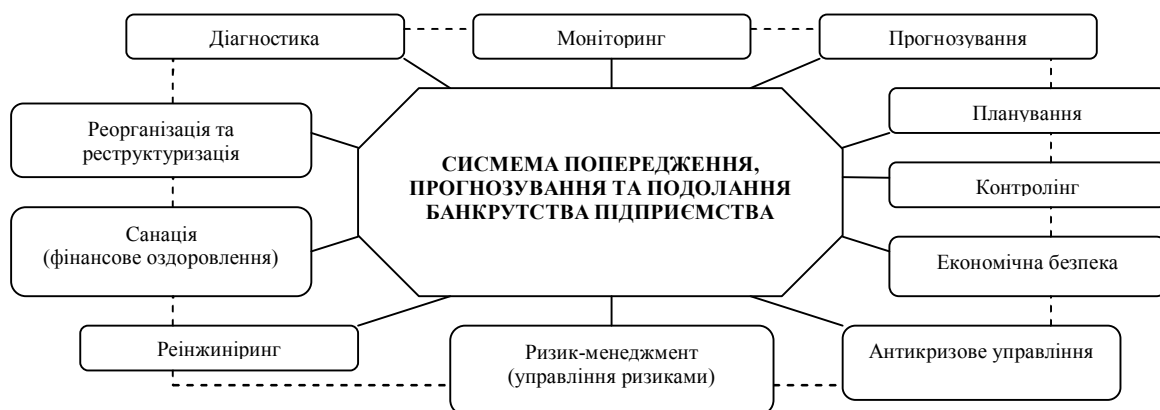 Діагностика
Моніторинг
Прогнозування
Реорганізація та
реструктуризація
Планування
СИСМЕМА ПОПЕРЕДЖЕННЯ,
ПРОГНОЗУВАННЯ ТА ПОДОЛАННЯ
БАНКРУТСТВА ПІДПРИЄМСТВА
Контролінг
Санація
(фінансове оздоровлення)
Економічна безпека
Реінжиніринг
Ризик-менеджмент
(управління ризиками)
Антикризове управління